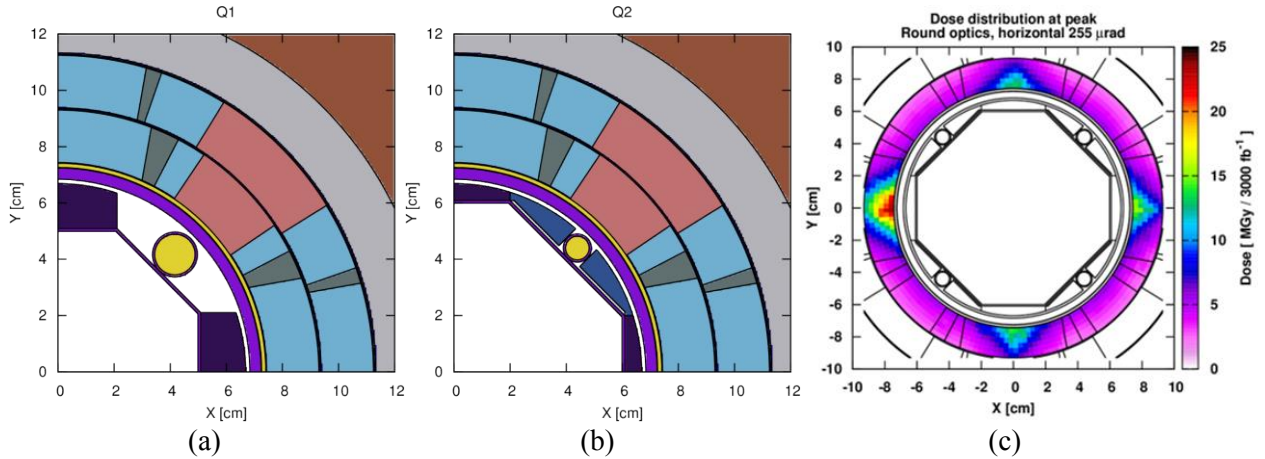 Q1
12
10
8
6
4
2
0
Y [cm]
0 2 4 6 8 10 12
X [cm]
(a)
Q2
12
10
8
6
4
2
0
Y [cm]
0 2 4 6 8 10 12
X [cm]
(b)
Dose distribution at peak
Round optics, horizontal 255 μrad
10
8
6
4
2
0
-2
-4
-6
-8
-10
Y [cm]
-10 -8 -6 -4 -2 0 2 4 6 8 10
X [cm]
25
20
15
10
5
0
Dose [ MGy / 3000 fb⁻¹
(c)